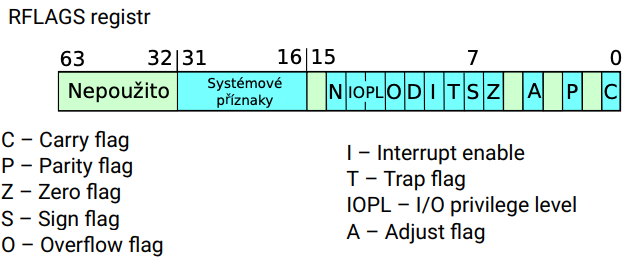 RFLAGS registr
63 32 31 16 15 7 0
Nepoužito Systémové příznaky N IOPL O D I T S Z A P C
C – Carry flag
P – Parity flag
Z – Zero flag
S – Sign flag
O – Overflow flag
I – Interrupt enable
T – Trap flag
IOPL – I/O privilege level
A – Adjust flag